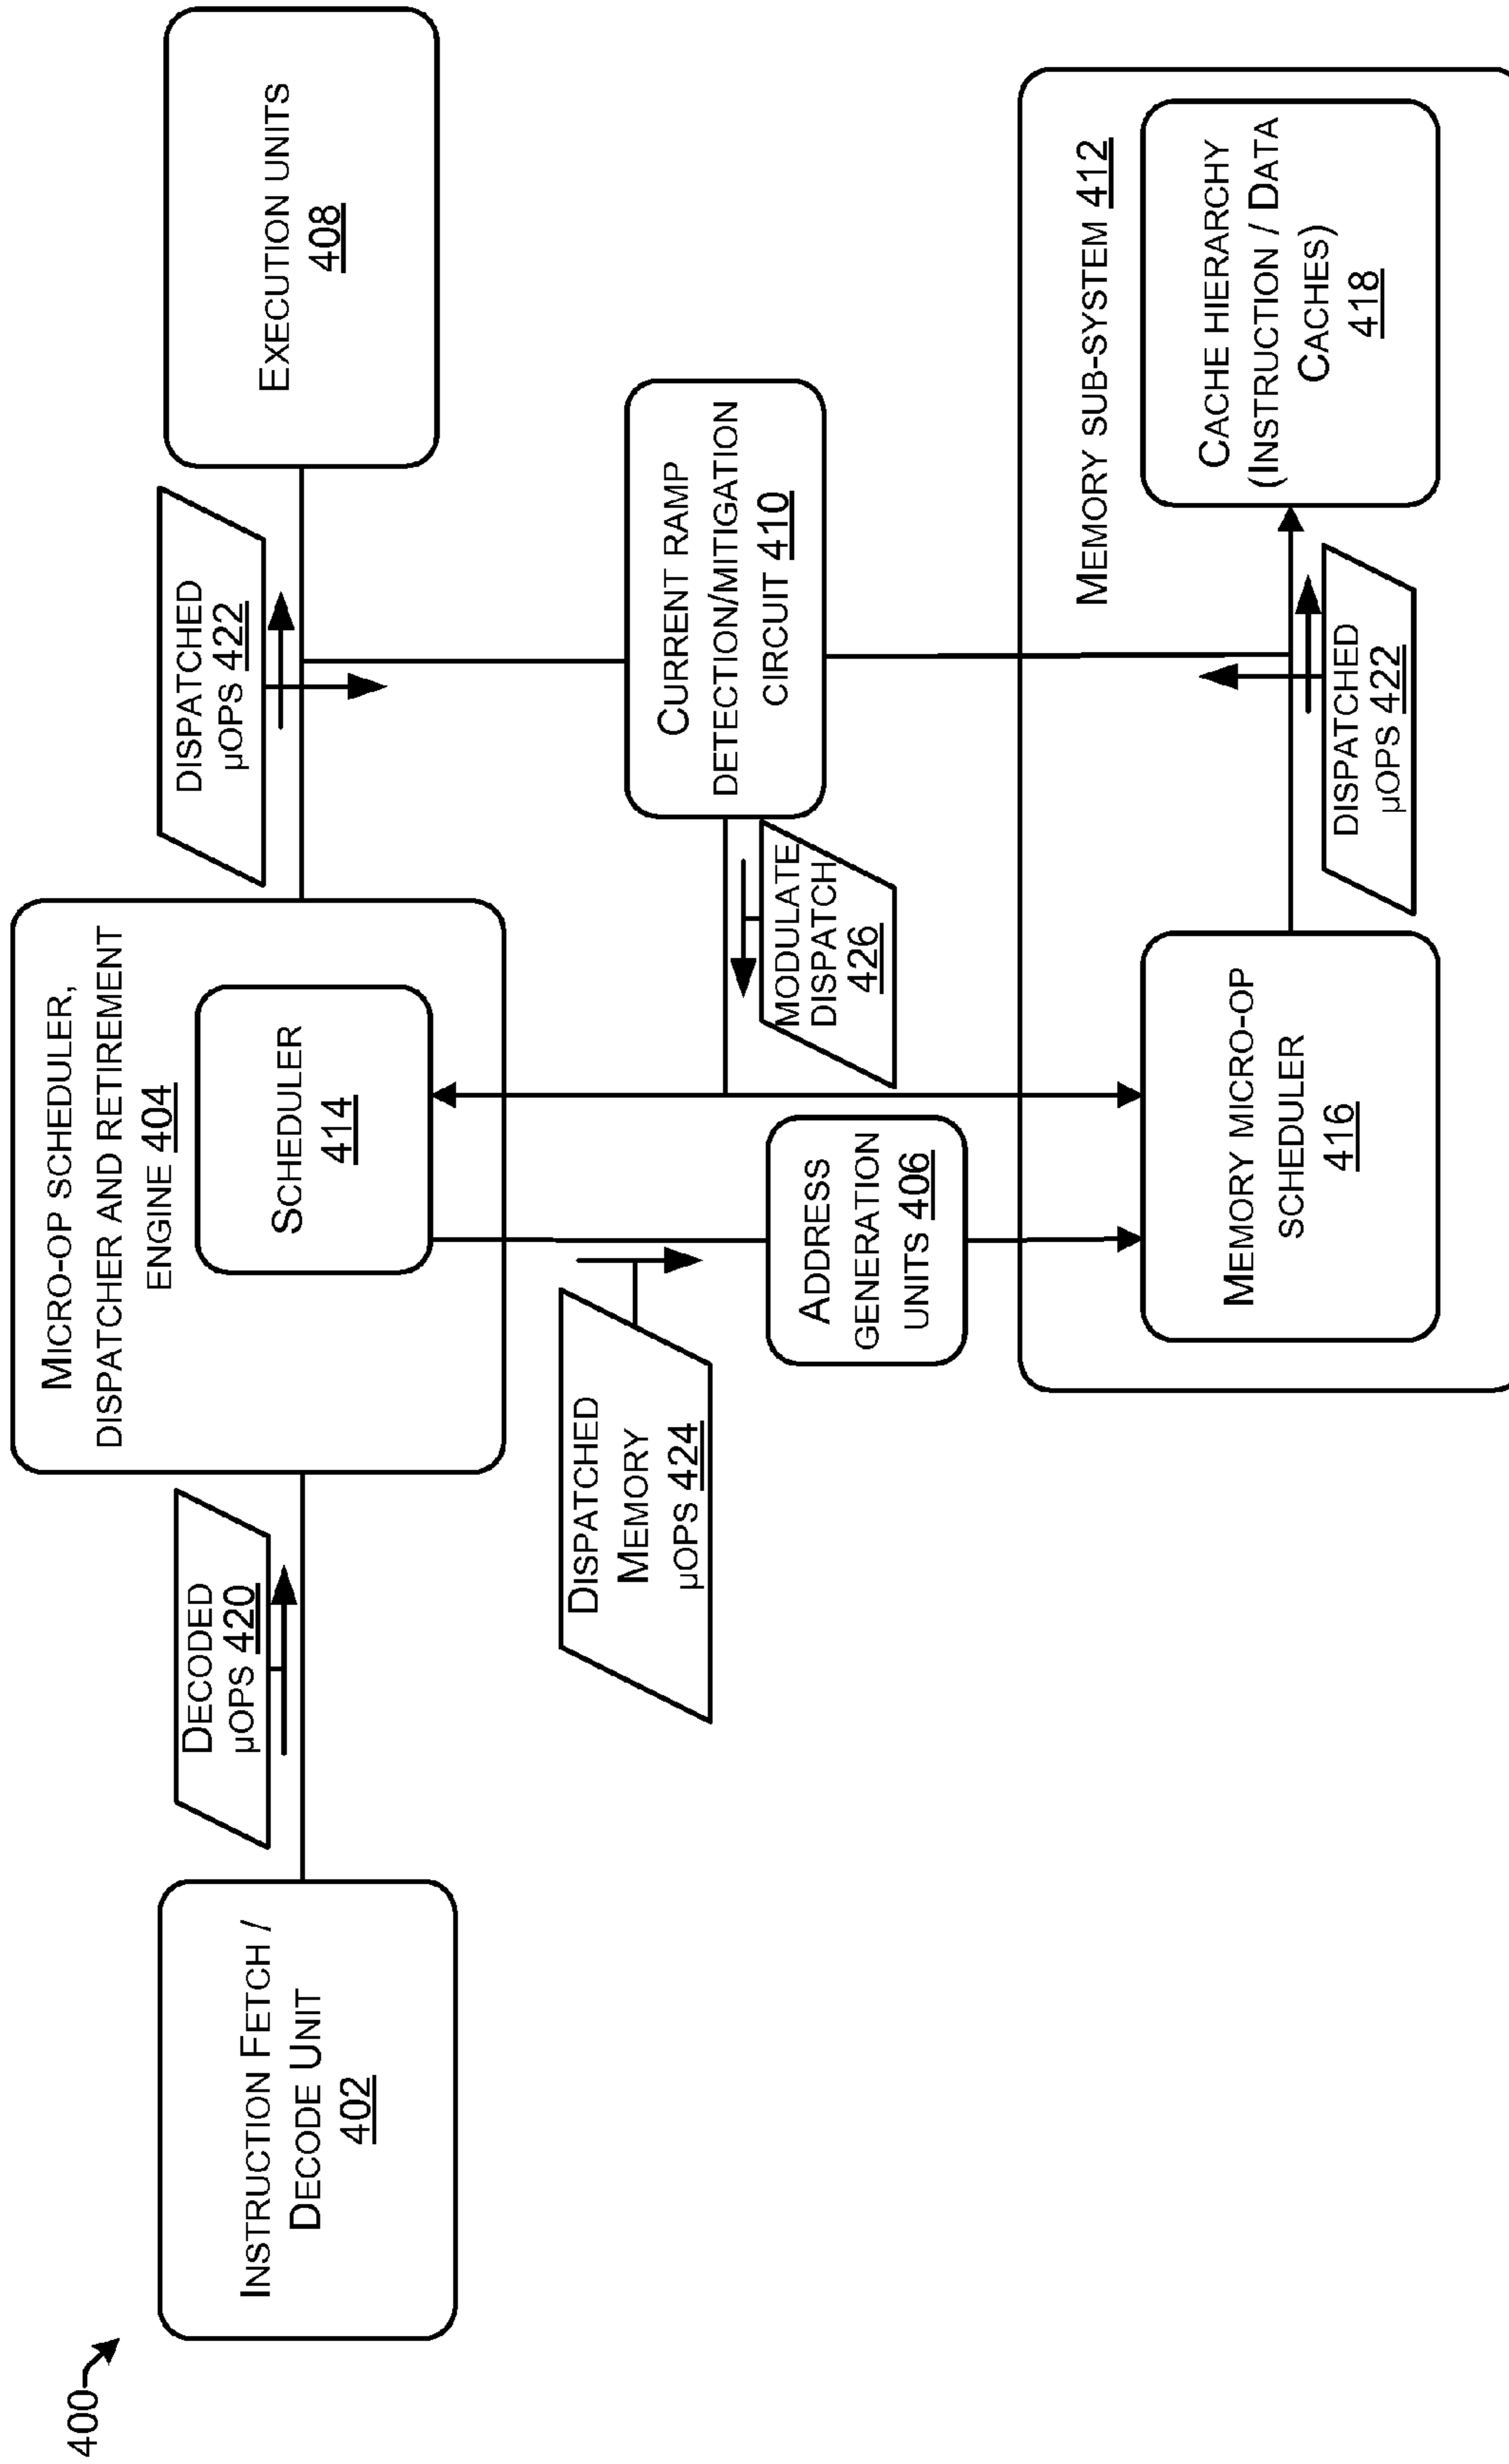 400
INSTRUCTION FETCH /
DECODE UNIT
402
DECODED
µOPS 420
MICRO-OP SCHEDULER,
DISPATCHER AND RETIREMENT
ENGINE 404
SCHEDULER
414
DISPATCHED
µOPS 422
EXECUTION UNITS
408
DISPATCHED
MEMORY
µOPS 424
ADDRESS
GENERATION
UNITS 406
MODULATE
DISPATCH
426
CURRENT RAMP
DETECTION/MITIGATION
CIRCUIT 410
MEMORY SUB-SYSTEM 412
MEMORY MICRO-OP
SCHEDULER
416
DISPATCHED
µOPS 422
CACHE HIERARCHY
(INSTRUCTION / DATA
CACHES)
418